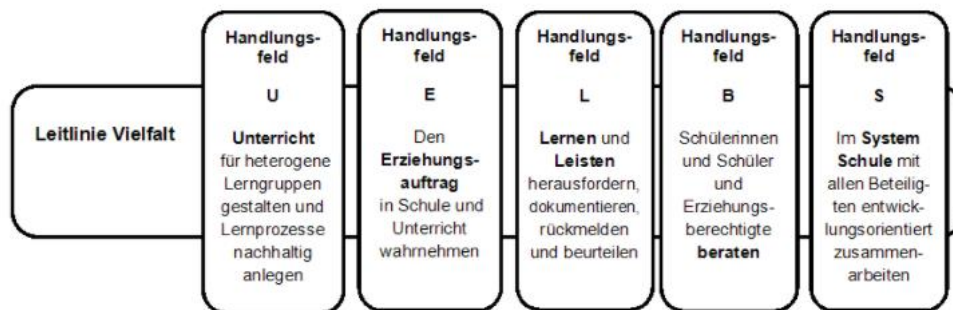 Leitlinie Vielfalt
Handlungs-
feld
U
Unterricht
für heterogene
Lerngruppen
gestalten und
Lernprozesse
nachhaltig
anlegen
Handlungs-
feld
E
Den
Erziehungs-
auftrag
in Schule und
Unterricht
wahrnehmen
Handlungs-
feld
L
Lernen und
Leisten
herausfordern,
dokumentieren,
rückmelden
und beurteilen
Handlungs-
feld
B
Schülerinnen
und Schüler
und
Erziehungs-
berechtigte
beraten
Handlungs-
feld
S
Im System
Schule mit
allen Beteilig-
ten entwick-
lungsorientiert
zusammen-
arbeiten